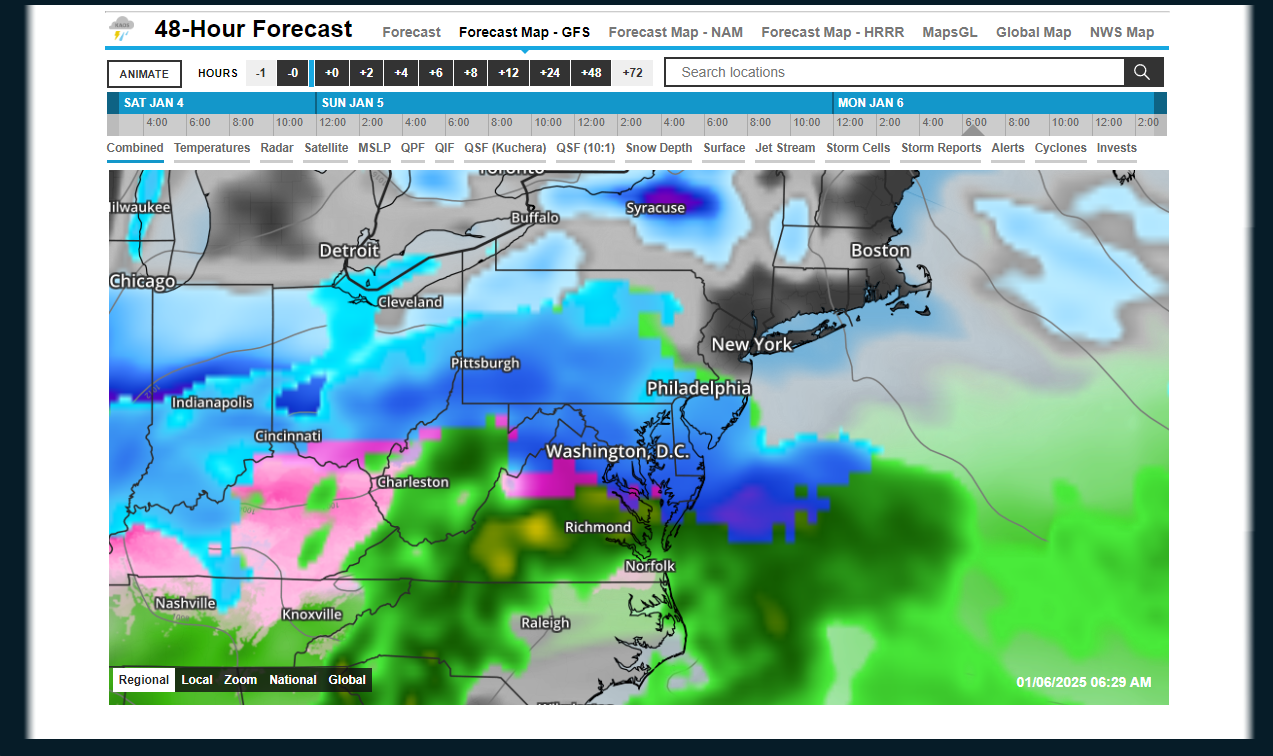 KAOS
48-Hour Forecast
Forecast Forecast Map - GFS Forecast Map - NAM Forecast Map - HRRR MapsGL Global Map NWS Map
ANIMATE HOURS -1 -0 +0 +2 +4 +6 +8 +12 +24 +48 +72 Search locations
SAT JAN 4 SUN JAN 5 MON JAN 6
4:00 6:00 8:00 10:00 12:00 2:00 4:00 6:00 8:00 10:00 12:00 2:00 4:00 6:00 8:00 10:00 12:00 2:00 4:00 6:00 8:00 10:00 12:00 2:00
Combined Temperatures Radar Satellite MSLP QPF QIF QSF (Kuchera) QSF (10:1) Snow Depth Surface Jet Stream Storm Cells Storm Reports Alerts Cyclones Invests
Toronto
ilwaukee
Syracuse
Buffalo
Detroit
Boston
Chicago
Cleveland
New York
Pittsburgh
Philadelphia
Indianapolis
Cincinnati
Washington, D.C.
Charleston
Richmond
Norfolk
Nashville
Knoxville
Raleigh
Regional Local Zoom National Global
01/06/2025 06:29 AM